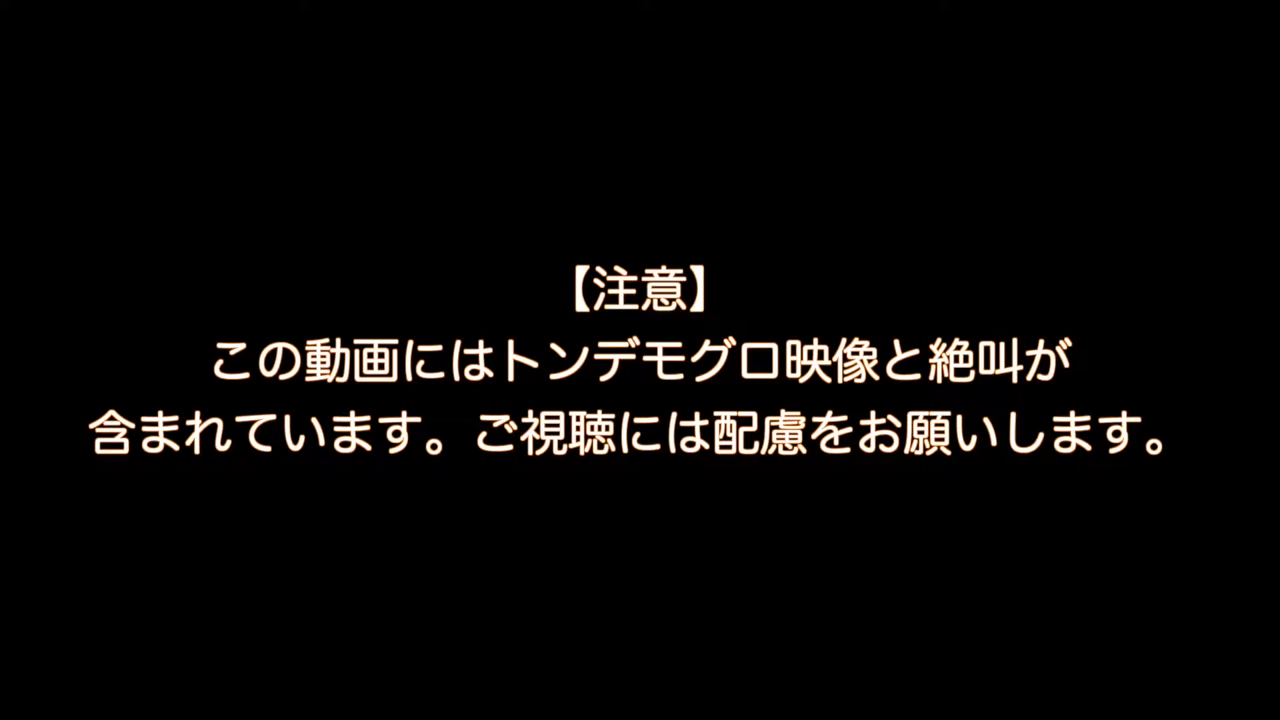 【注意】
この動画にはトンデモグロ映像と絶叫が
含まれています。ご視聴には配慮をお願いします。